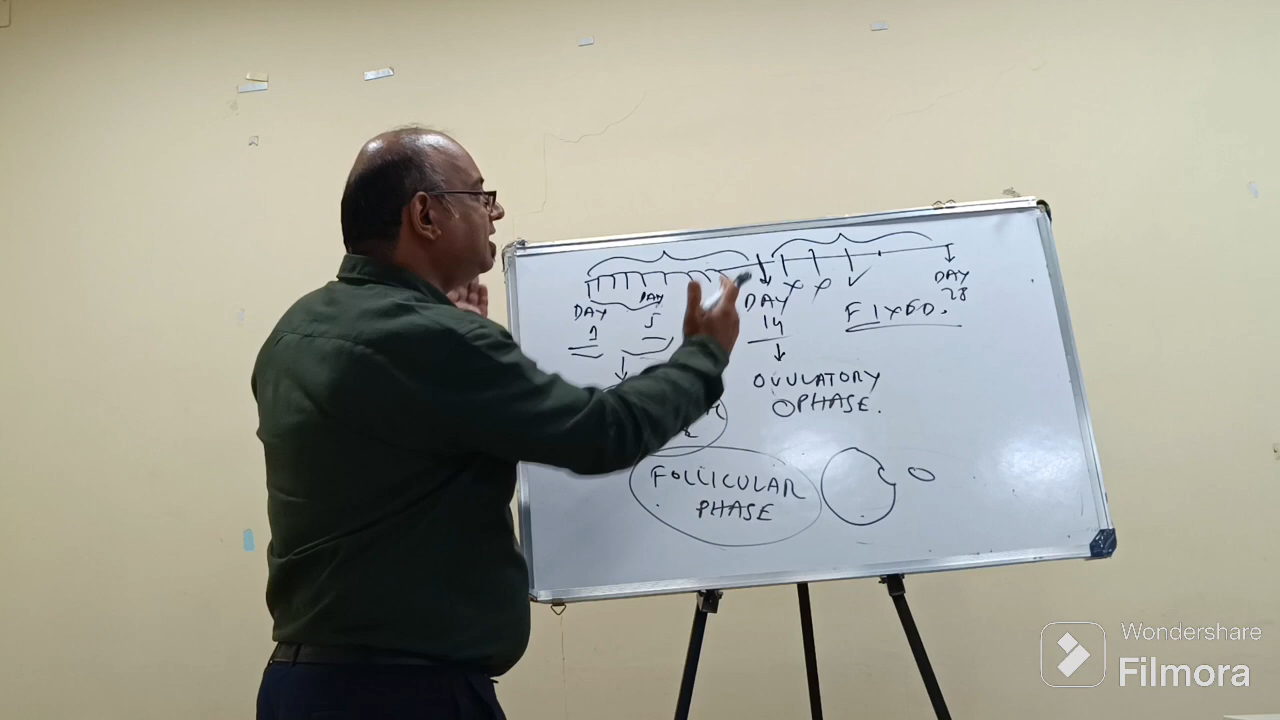 DAY
1
DAY
5
DAY
14
FIXED.
DAY
28
OVULATORY
PHASE.
FOLLICULAR
PHASE
Wondershare
Filmora